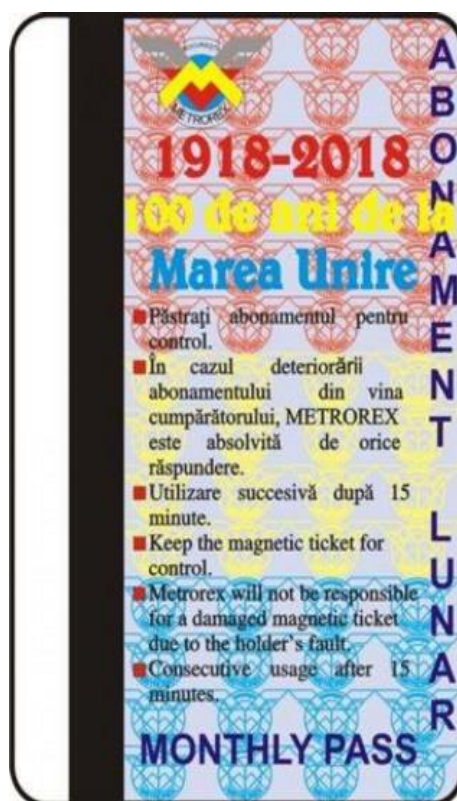 METROREX
1918-2018
100 de ani de la
Marea Unire
Păstrați abonamentul pentru
control.
În cazul deteriorării
abonamentului din vina
cumpărătorului, METROREX
este absolvită de orice
răspundere.
Utilizare succesivă după 15
minute.
Keep the magnetic ticket for
control.
Metrorex will not be responsible
for a damaged magnetic ticket
due to the holder's fault.
Consecutive usage after 15
minutes.
MONTHLY PASS
ABONAMENT LUNAR